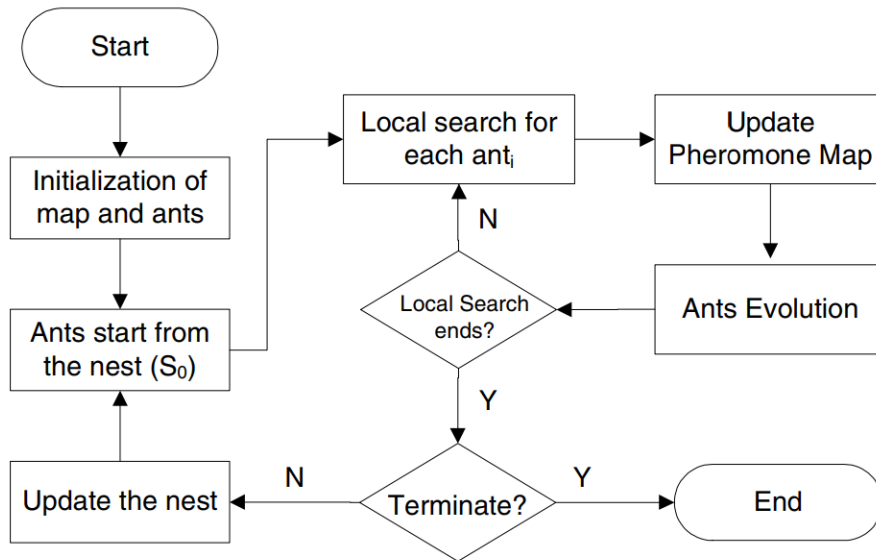 Start
Initialization of
map and ants
Ants start from
the nest (S₀)
Update the nest
Local search for
each antᵢ
N
Local Search
ends?
Y
Update
Pheromone Map
Ants Evolution
N
Terminate?
Y
End